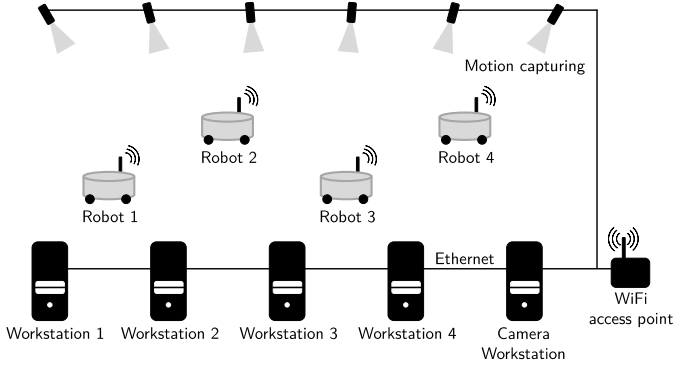 Motion capturing
Robot 2
Robot 4
Robot 1
Robot 3
Ethernet
WiFi
access point
Workstation 1
Workstation 2
Workstation 3
Workstation 4
Camera
Workstation